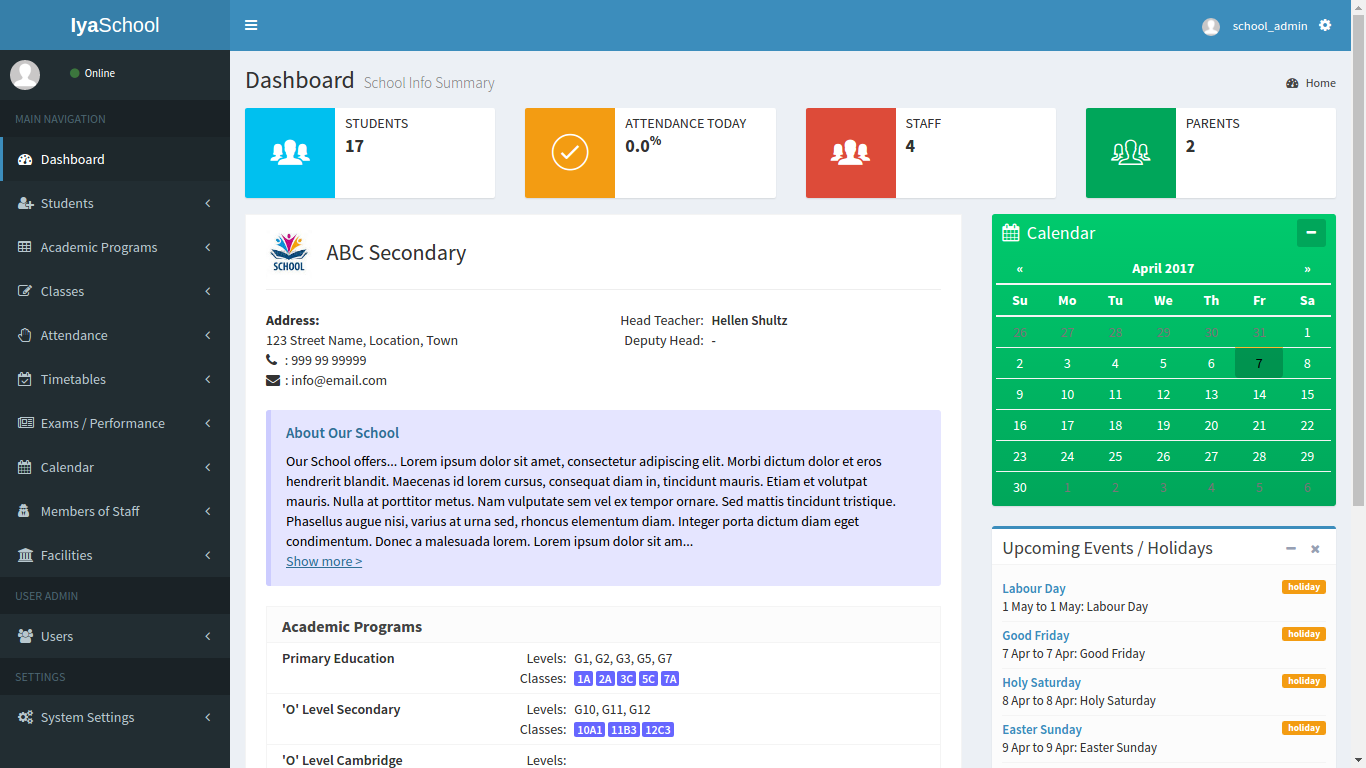 IyaSchool
school_admin
Online
MAIN NAVIGATION
Dashboard
Students
Academic Programs
Classes
Attendance
Timetables
Exams / Performance
Calendar
Members of Staff
Facilities
USER ADMIN
Users
SETTINGS
System Settings
Dashboard School Info Summary
Home
STUDENTS
17
ATTENDANCE TODAY
0.0%
STAFF
4
PARENTS
2
SCHOOL
ABC Secondary
Address:
123 Street Name, Location, Town
: 999 99 99999
: info@email.com
Head Teacher: Hellen Shultz
Deputy Head: -
About Our School
Our School offers... Lorem ipsum dolor sit amet, consectetur adipiscing elit. Morbi dictum dolor et eros
hendrerit blandit. Maecenas id lorem cursus, consequat diam in, tincidunt mauris. Etiam et volutpat
mauris. Nulla at porttitor metus. Nam vulputate sem vel ex tempor ornare. Sed mattis tincidunt tristique.
Phasellus augue nisi, varius at urna sed, rhoncus elementum diam. Integer porta dictum diam eget
condimentum. Donec a malesuada lorem. Lorem ipsum dolor sit am...
Show more >
Academic Programs
Primary Education
Levels: G1, G2, G3, G5, G7
Classes: 1A 2A 3C 5C 7A
'O' Level Secondary
Levels: G10, G11, G12
Classes: 10A1 11B3 12C3
'O' Level Cambridge
Levels:
Calendar
« April 2017 »
Su Mo Tu We Th Fr Sa
26 27 28 29 30 31 1
2 3 4 5 6 7 8
9 10 11 12 13 14 15
16 17 18 19 20 21 22
23 24 25 26 27 28 29
30 1 2 3 4 5 6
Upcoming Events / Holidays
Labour Day holiday
1 May to 1 May: Labour Day
Good Friday holiday
7 Apr to 7 Apr: Good Friday
Holy Saturday holiday
8 Apr to 8 Apr: Holy Saturday
Easter Sunday holiday
9 Apr to 9 Apr: Easter Sunday